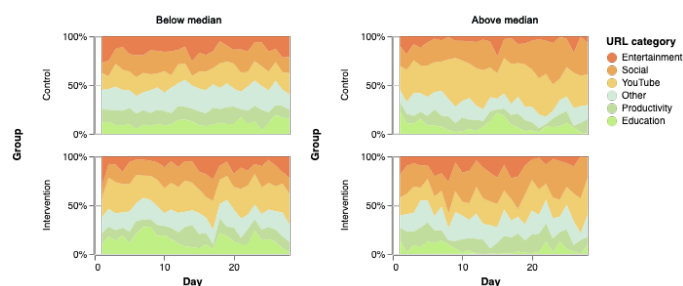 Below median
Above median
100%
50%
0%
Control
100%
50%
0%
Control
URL category
Entertainment
Social
YouTube
Other
Productivity
Education
Group
Group
100%
50%
0%
Intervention
0
10
20
Day
100%
50%
0%
Intervention
0
10
20
Day